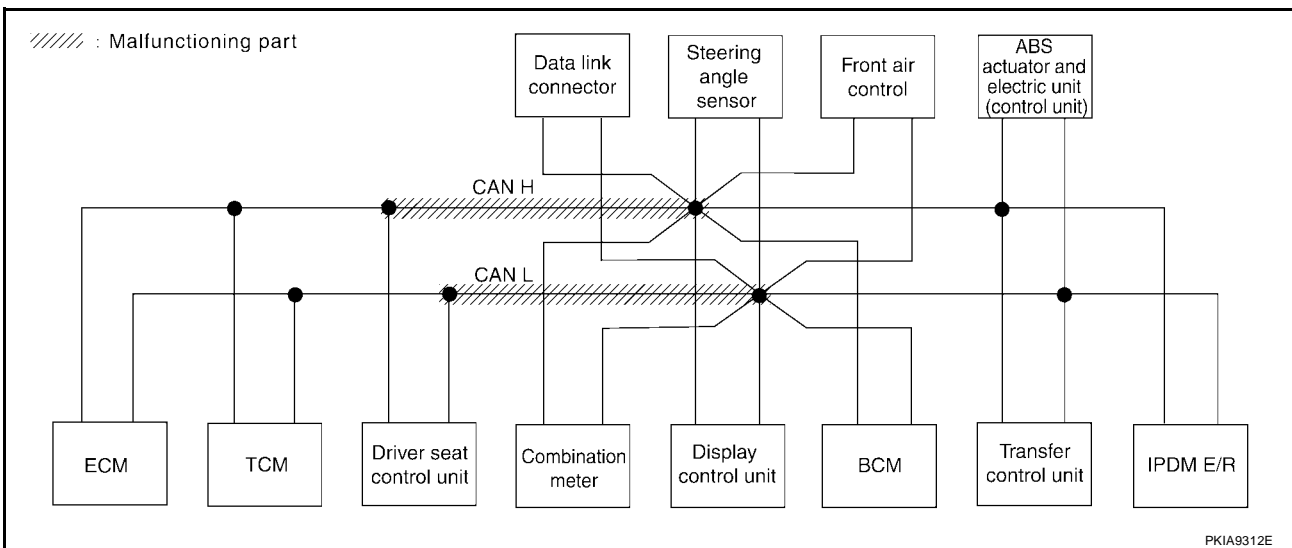 : Malfunctioning part
Data link
connector
Steering
angle
sensor
Front air
control
ABS
actuator and
electric unit
(control unit)
CAN H
CAN L
ECM
TCM
Driver seat
control unit
Combination
meter
Display
control unit
BCM
Transfer
control unit
IPDM E/R
PKIA9312E